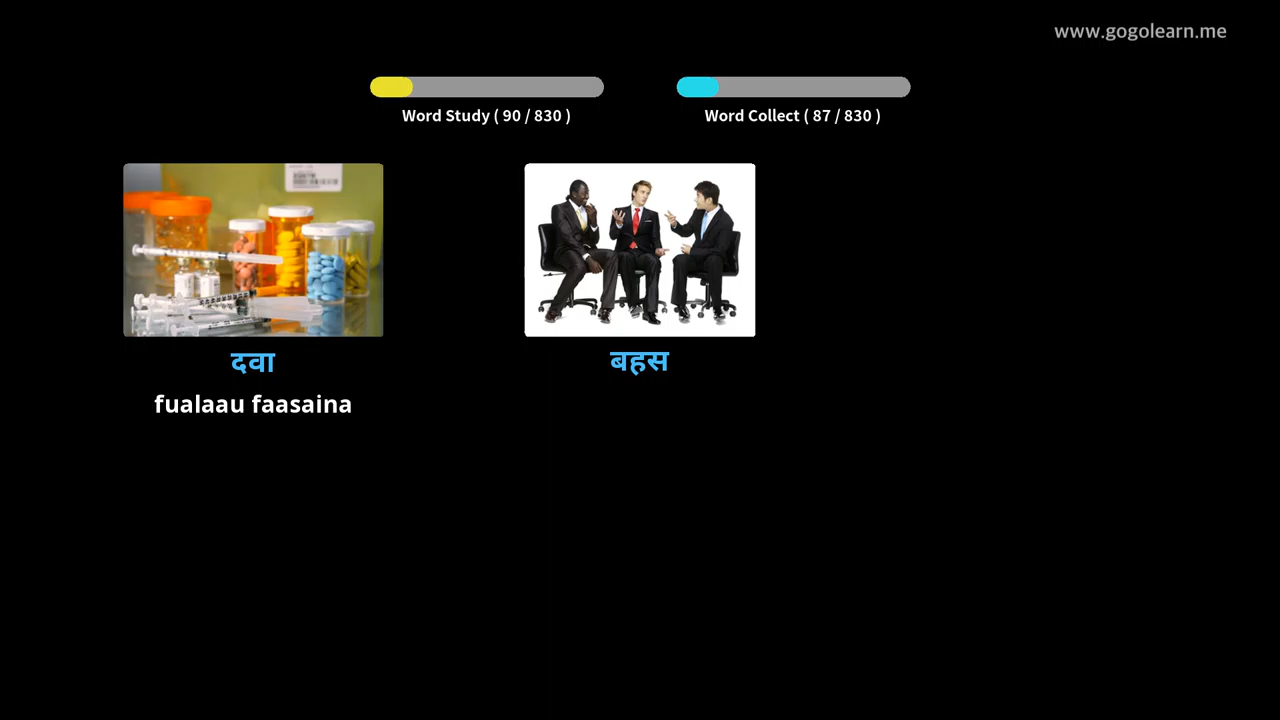 www.gogolearn.me
Word Study ( 90 / 830 )
Word Collect ( 87 / 830 )
दवा
बहस
fualaau faasaina